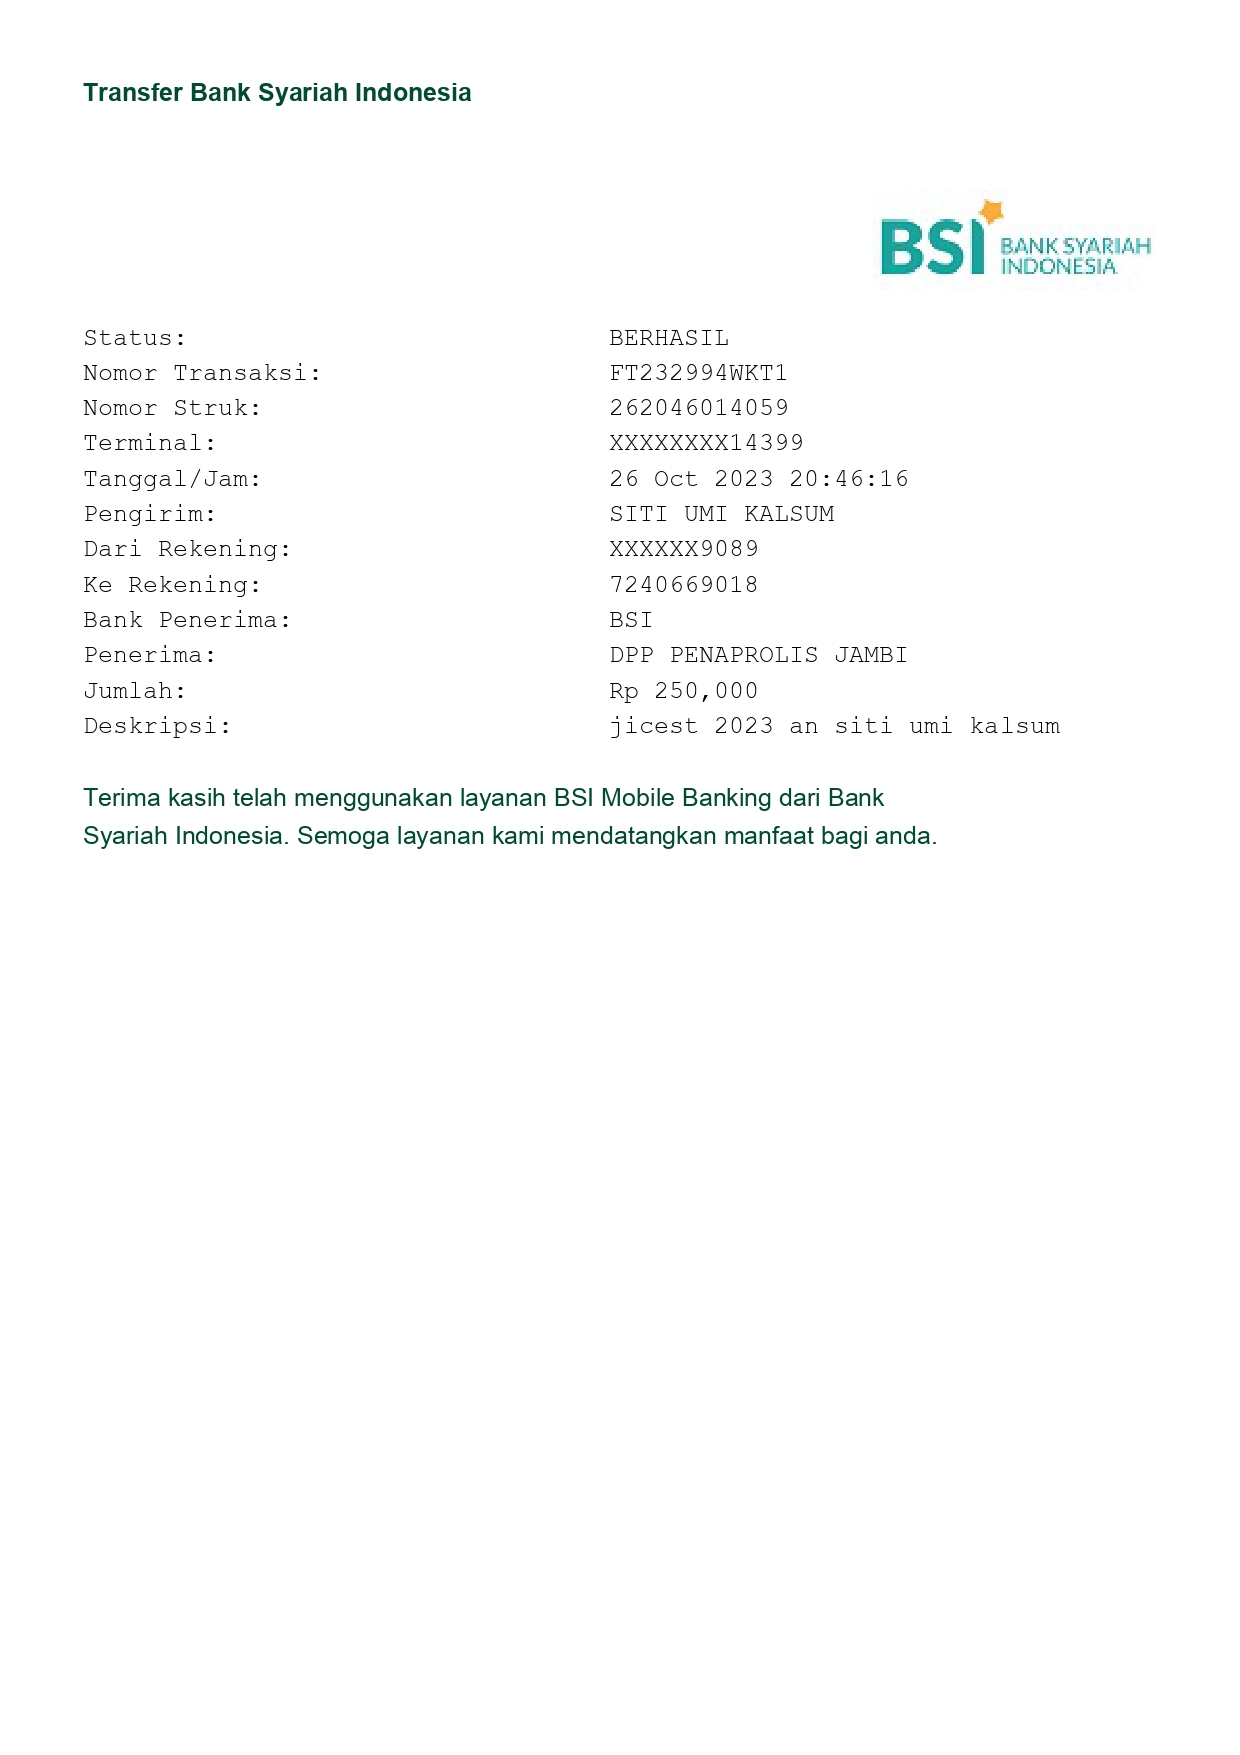 Transfer Bank Syariah Indonesia
BSI BANK SYARIAH
INDONESIA
Status: BERHASIL
Nomor Transaksi: FT232994WKT1
Nomor Struk: 262046014059
Terminal: XXXXXXXX14399
Tanggal/Jam: 26 Oct 2023 20:46:16
Pengirim: SITI UMI KALSUM
Dari Rekening: XXXXXX9089
Ke Rekening: 7240669018
Bank Penerima: BSI
Penerima: DPP PENAPROLIS JAMBI
Jumlah: Rp 250,000
Deskripsi: jicest 2023 an siti umi kalsum
Terima kasih telah menggunakan layanan BSI Mobile Banking dari Bank
Syariah Indonesia. Semoga layanan kami mendatangkan manfaat bagi anda.